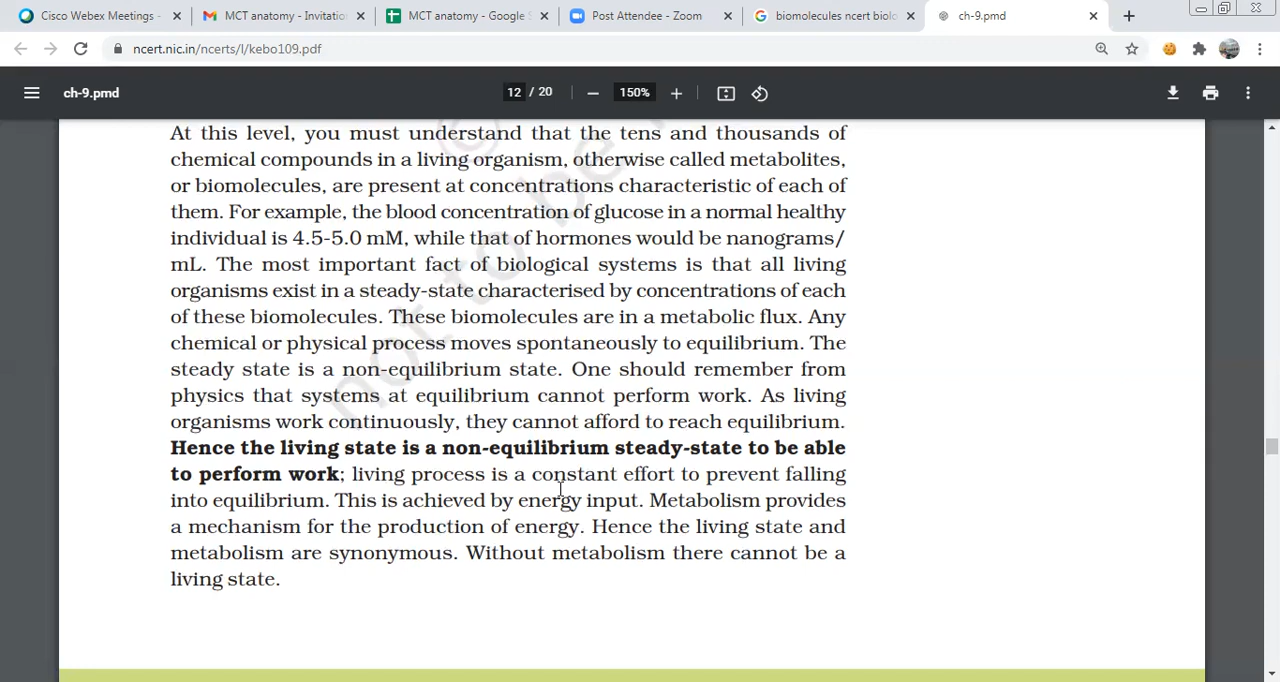 Cisco Webex Meetings -
MCT anatomy - Invitatio
MCT anatomy - Google S
Post Attendee - Zoom
biomolecules ncert biolo
ch-9.pmd
ncert.nic.in/ncerts/l/kebo109.pdf
ch-9.pmd
12 / 20
150%
At this level, you must understand that the tens and thousands of
chemical compounds in a living organism, otherwise called metabolites,
or biomolecules, are present at concentrations characteristic of each of
them. For example, the blood concentration of glucose in a normal healthy
individual is 4.5-5.0 mM, while that of hormones would be nanograms/
mL. The most important fact of biological systems is that all living
organisms exist in a steady-state characterised by concentrations of each
of these biomolecules. These biomolecules are in a metabolic flux. Any
chemical or physical process moves spontaneously to equilibrium. The
steady state is a non-equilibrium state. One should remember from
physics that systems at equilibrium cannot perform work. As living
organisms work continuously, they cannot afford to reach equilibrium.
Hence the living state is a non-equilibrium steady-state to be able
to perform work; living process is a constant effort to prevent falling
into equilibrium. This is achieved by energy input. Metabolism provides
a mechanism for the production of energy. Hence the living state and
metabolism are synonymous. Without metabolism there cannot be a
living state.
©
not to be